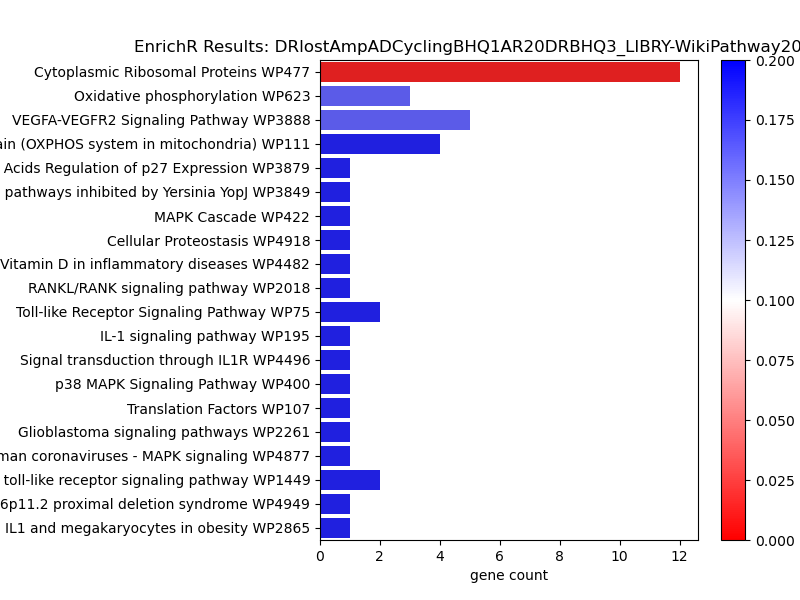 EnrichR Results: DRlostAmpADCyclingBHQ1AR20DRBHQ3_LIBRY-WikiPathway20
Cytoplasmic Ribosomal Proteins WP477
Oxidative phosphorylation WP623
VEGFA-VEGFR2 Signaling Pathway WP3888
ain (OXPHOS system in mitochondria) WP111
Acids Regulation of p27 Expression WP3879
pathways inhibited by Yersinia YopJ WP3849
MAPK Cascade WP422
Cellular Proteostasis WP4918
Vitamin D in inflammatory diseases WP4482
RANKL/RANK signaling pathway WP2018
Toll-like Receptor Signaling Pathway WP75
IL-1 signaling pathway WP195
Signal transduction through IL1R WP4496
p38 MAPK Signaling Pathway WP400
Translation Factors WP107
Glioblastoma signaling pathways WP2261
man coronaviruses - MAPK signaling WP4877
toll-like receptor signaling pathway WP1449
6p11.2 proximal deletion syndrome WP4949
IL1 and megakaryocytes in obesity WP2865
0 2 4 6 8 10 12
gene count
0.200
0.175
0.150
0.125
0.100
0.075
0.050
0.025
0.000